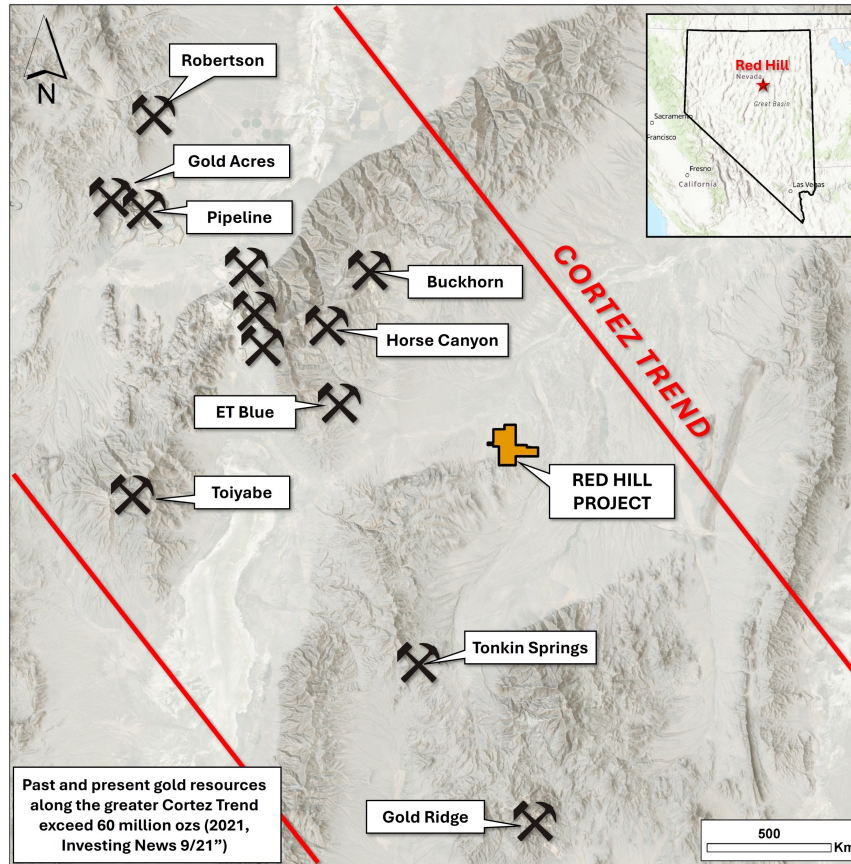 Robertson
N
Gold Acres
Pipeline
Buckhorn
Horse Canyon
ET Blue
Toiyabe
CORTEZ TREND
RED HILL
PROJECT
Tonkin Springs
Gold Ridge
Past and present gold resources
along the greater Cortez Trend
exceed 60 million ozs (2021,
Investing News 9/21”)
500
Km
Red Hill
Nevada
Great Basin
Sacramento
Francisco
Fresno
California
Las Vegas